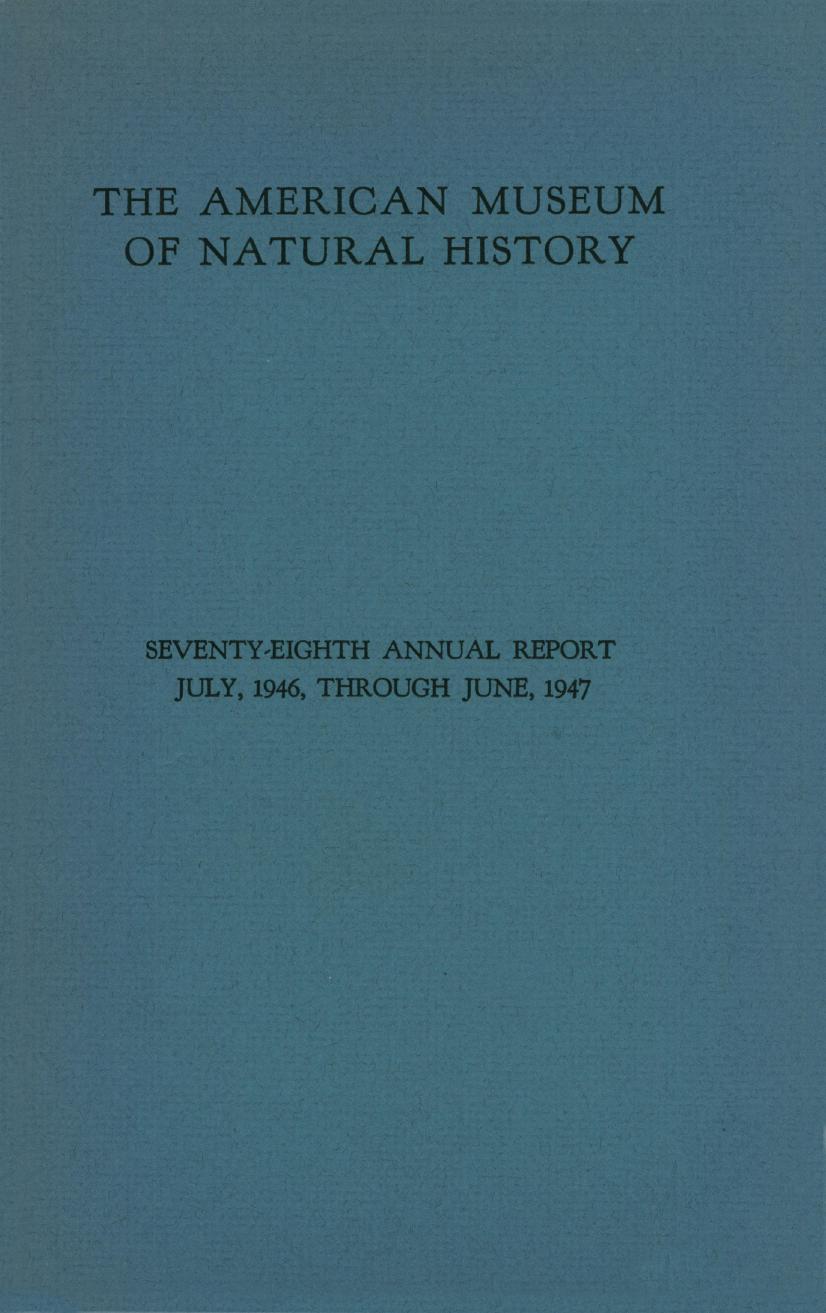 THE AMERICAN MUSEUM
OF NATURAL HISTORY
SEVENTY-EIGHTH ANNUAL REPORT
JULY, 1946, THROUGH JUNE, 1947